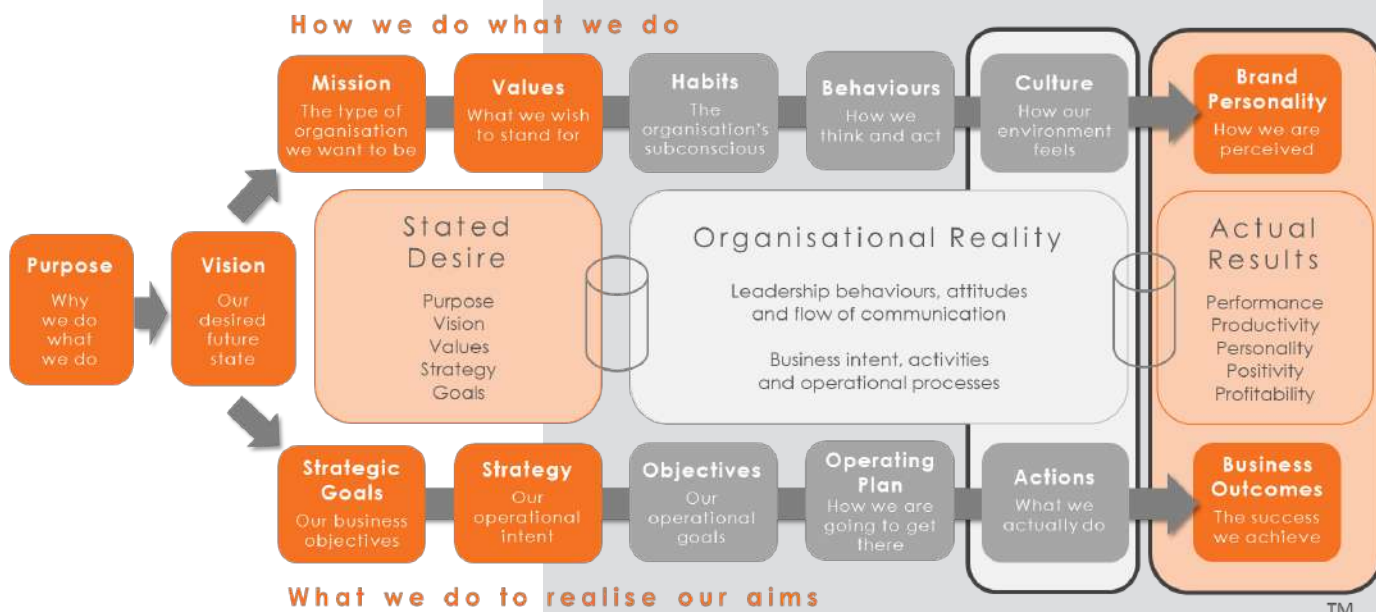 How we do what we do
Mission
The type of
organisation
we want to be
Values
What we wish
to stand for
Habits
The
organisation's
subconscious
Behaviours
How we
think and act
Culture
How our
environment
feels
Brand
Personality
How we are
perceived
Purpose
Why
we do
what
we do
Vision
Our
desired
future
state
Stated
Desire
Purpose
Vision
Values
Strategy
Goals
Organisational Reality
Leadership behaviours, attitudes
and flow of communication
Business intent, activities
and operational processes
Actual
Results
Performance
Productivity
Personality
Positivity
Profitability
Strategic
Goals
Our business
objectives
Strategy
Our
operational
intent
Objectives
Our
operational
goals
Operating
Plan
How we are
going to get
there
Actions
What we
actually do
Business
Outcomes
The success
we achieve
What we do to realise our aims
TM